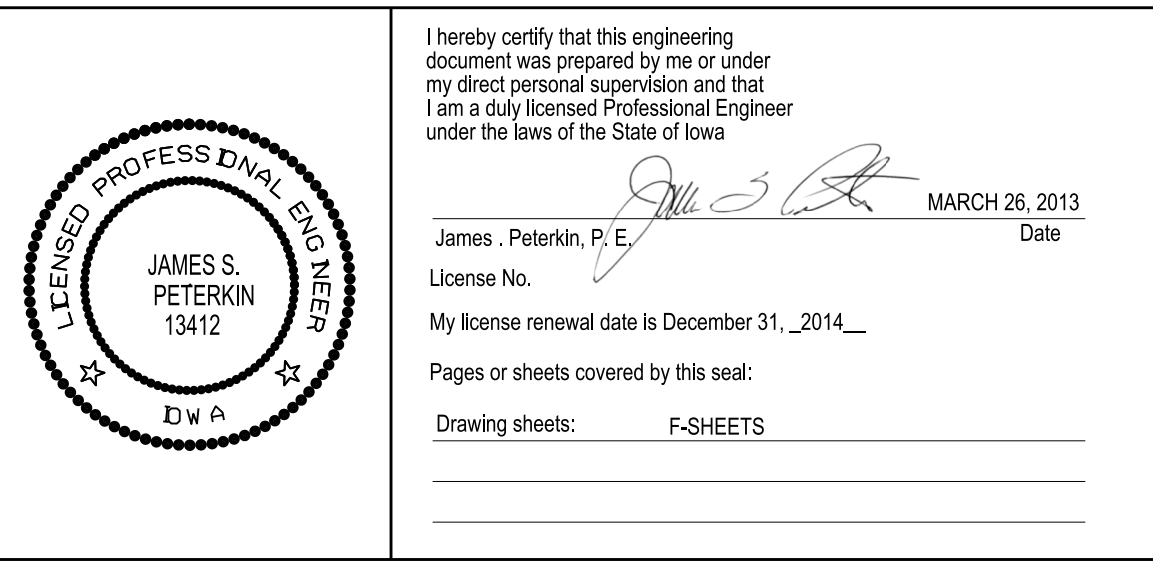 LICENSED PROFESSIONAL ENGINEER
IOWA
JAMES S.
PETERKIN
13412
I hereby certify that this engineering
document was prepared by me or under
my direct personal supervision and that
I am a duly licensed Professional Engineer
under the laws of the State of Iowa
MARCH 26, 2013
James . Peterkin, P. E.
Date
License No.
My license renewal date is December 31, _2014__
Pages or sheets covered by this seal:
Drawing sheets: F-SHEETS